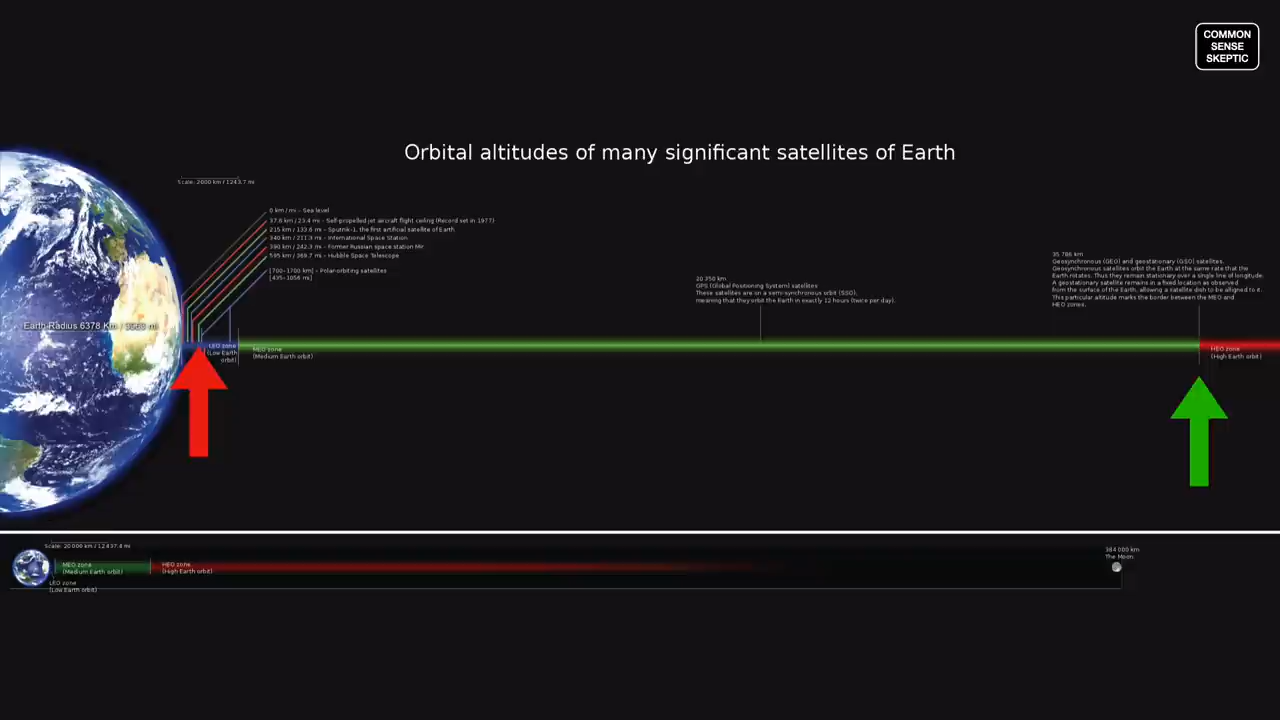 COMMON
SENSE
SKEPTIC
Orbital altitudes of many significant satellites of Earth
Scale: 2000 km / 1243.7 mi
0 km / mi – Sea level
37.6 km / 23.4 mi – Self-propelled jet aircraft flight ceiling (Record set in 1977)
215 km / 133.6 mi – Sputnik-1, the first artificial satellite of Earth
340 km / 211.3 mi – International Space Station
390 km / 242.3 mi – Former Russian space station Mir
595 km / 369.7 mi – Hubble Space Telescope
[700–1700 km] – Polar-orbiting satellites
[435–1056 mi]
20 350 km
GPS (Global Positioning System) satellites
These satellites are on a semi-synchronous orbit (SSO),
meaning that they orbit the Earth in exactly 12 hours (twice per day).
35 786 km
Geosynchronous (GEO) and geostationary (GSO) satellites.
Geosynchronous satellites orbit the Earth at the same rate that the
Earth rotates. Thus they remain stationary over a single line of longitude.
A geostationary satellite remains in a fixed location as observed
from the surface of the Earth, allowing a satellite dish to be aligned to it.
This particular altitude marks the border between the MEO and
HEO zones.
Earth Radius 6378 Km / 3963 mi
LEO zone
(Low Earth
orbit)
MEO zone
(Medium Earth orbit)
HEO zone
(High Earth orbit)
Scale: 20 000 km / 12 437.4 mi
MEO zone
(Medium Earth orbit)
HEO zone
(High Earth orbit)
LEO zone
(Low Earth orbit)
384 000 km
The Moon